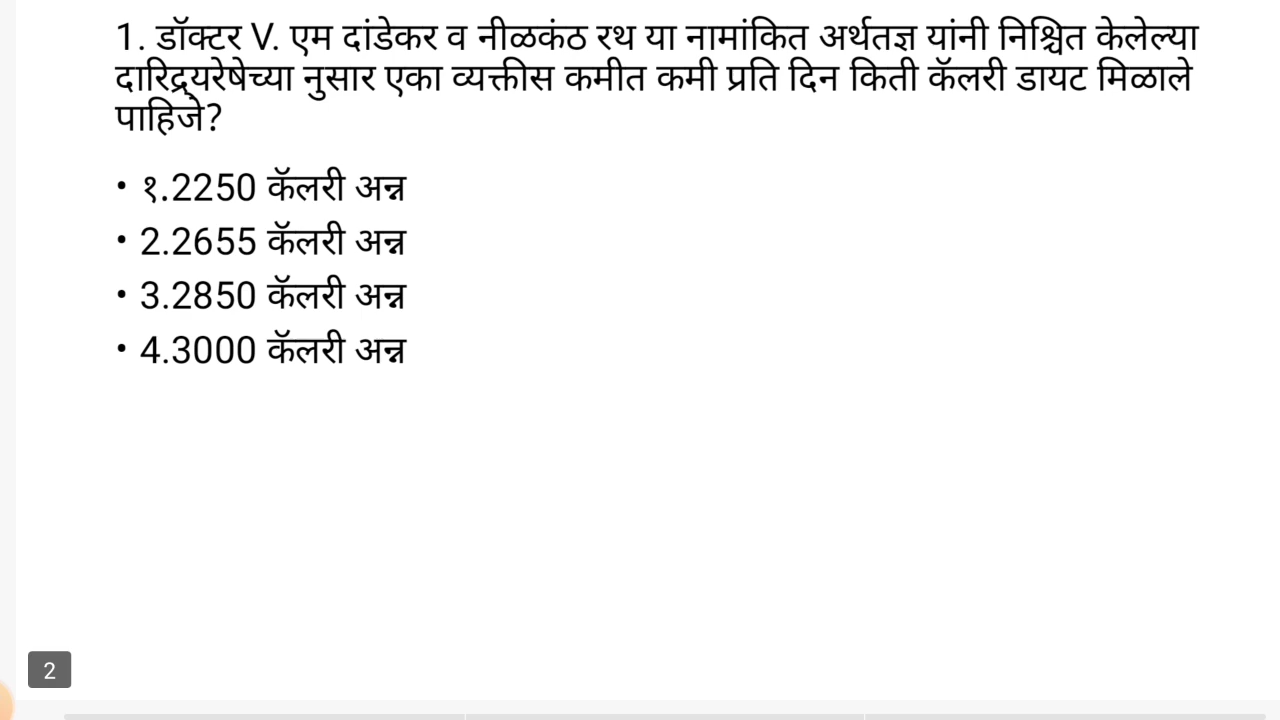 1. डॉक्टर V. एम दांडेकर व नीळकंठ रथ या नामांकित अर्थतज्ञ यांनी निश्चित केलेल्या
दारिद्र्यरेषेच्या नुसार एका व्यक्तीस कमीत कमी प्रति दिन किती कॅलरी डायट मिळाले
पाहिजे?
• १.2250 कॅलरी अन्न
• 2.2655 कॅलरी अन्न
• 3.2850 कॅलरी अन्न
• 4.3000 कॅलरी अन्न
2